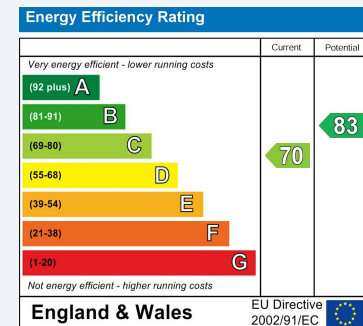 Energy Efficiency Rating
Current Potential
Very energy efficient - lower running costs
(92 plus) A
(81-91) B
83
(69-80) C
70
(55-68) D
(39-54) E
(21-38) F
(1-20) G
Not energy efficient - higher running costs
England & Wales
EU Directive
2002/91/EC